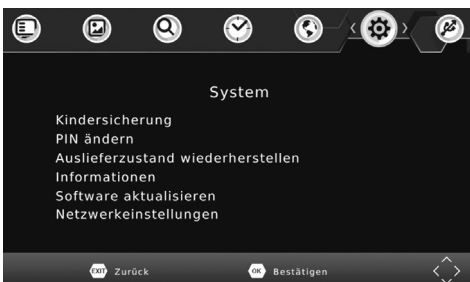 System
Kindersicherung
PIN ändern
Auslieferzustand wiederherstellen
Informationen
Software aktualisieren
Netzwerkeinstellungen
EXIT Zurück OK Bestätigen